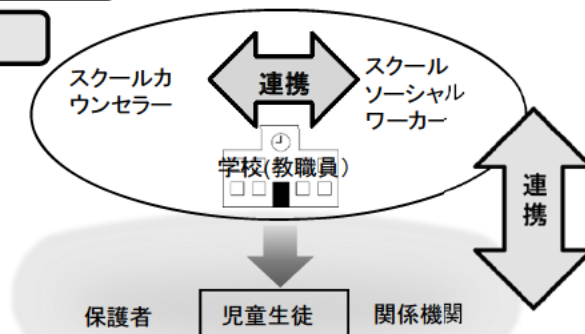 スクールカ
ウンセラー
連携
スクール
ソーシャル
ワーカー
学校(教職員)
連携
保護者
児童生徒
関係機関